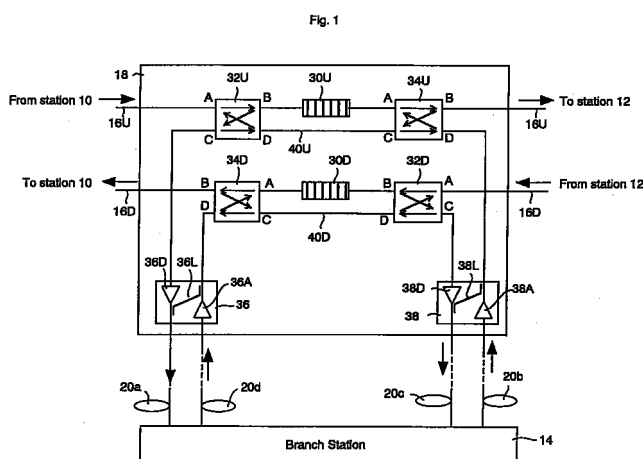 Fig. 1
18
32U
30U
34U
From station 10
A B A B
To station 12
16U
16U
C D
40U
C D
34D
30D
32D
To station 10
B A B A
From station 12
16D
16D
D C D C
40D
36D
36L
36A
38D
38L
38A
36
38
20a
20d
20c
20b
Branch Station
14